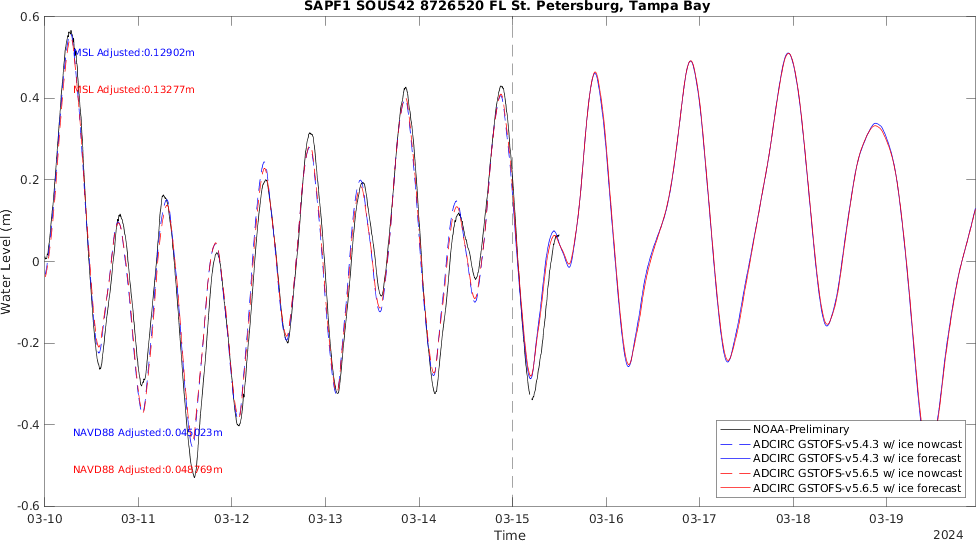 SAPF1 SOUS42 8726520 FL St. Petersburg, Tampa Bay
0.6
0.4
0.2
0
-0.2
-0.4
-0.6
Water Level (m)
MSL Adjusted:0.12902m
MSL Adjusted:0.13277m
NAVD88 Adjusted:0.045023m
NAVD88 Adjusted:0.048769m
NOAA-Preliminary
ADCIRC GSTOFS-v5.4.3 w/ ice nowcast
ADCIRC GSTOFS-v5.4.3 w/ ice forecast
ADCIRC GSTOFS-v5.6.5 w/ ice nowcast
ADCIRC GSTOFS-v5.6.5 w/ ice forecast
03-10 03-11 03-12 03-13 03-14 03-15 03-16 03-17 03-18 03-19
Time
2024